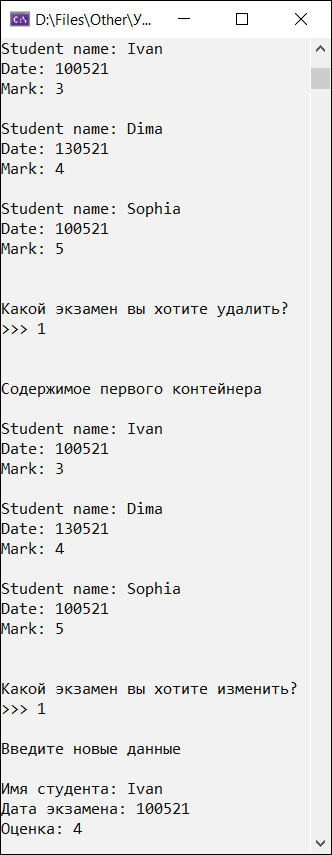 D:\Files\Other\У...
Student name: Ivan
Date: 100521
Mark: 3
Student name: Dima
Date: 130521
Mark: 4
Student name: Sophia
Date: 100521
Mark: 5
Какой экзамен вы хотите удалить?
>>> 1
Содержимое первого контейнера
Student name: Ivan
Date: 100521
Mark: 3
Student name: Dima
Date: 130521
Mark: 4
Student name: Sophia
Date: 100521
Mark: 5
Какой экзамен вы хотите изменить?
>>> 1
Введите новые данные
Имя студента: Ivan
Дата экзамена: 100521
Оценка: 4